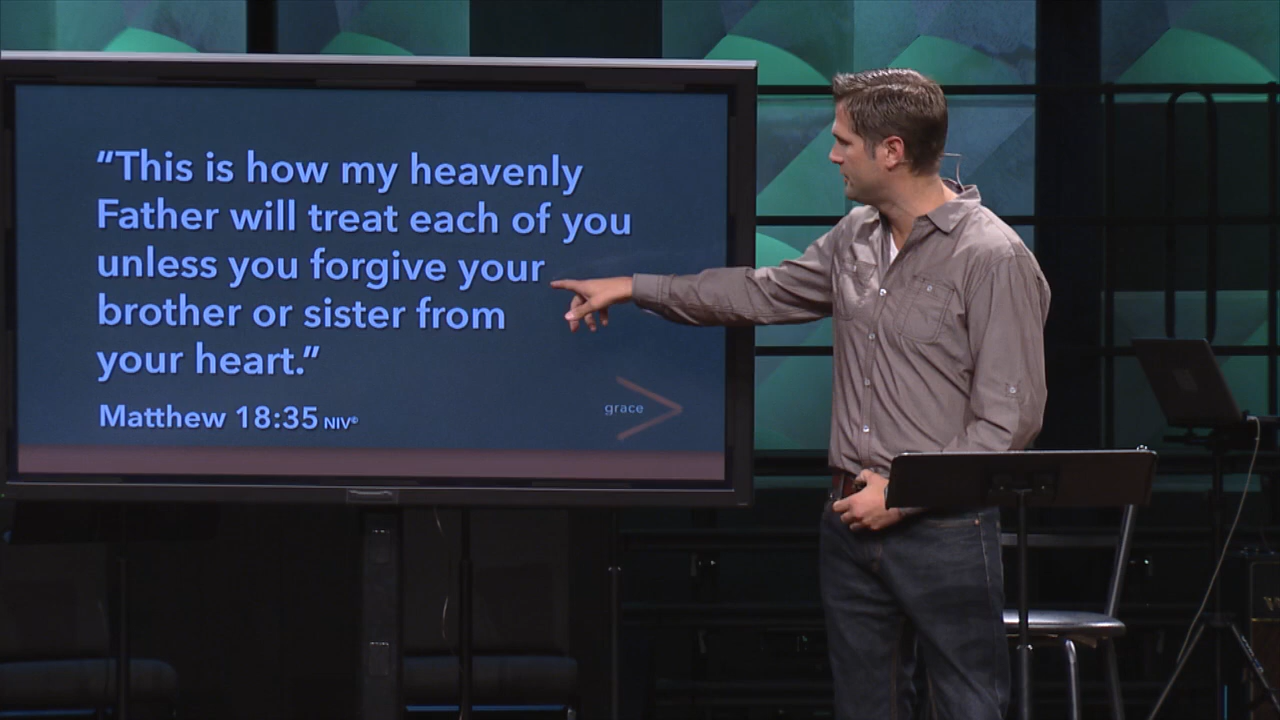 “This is how my heavenly
Father will treat each of you
unless you forgive your
brother or sister from
your heart.”
Matthew 18:35 NIV©
grace